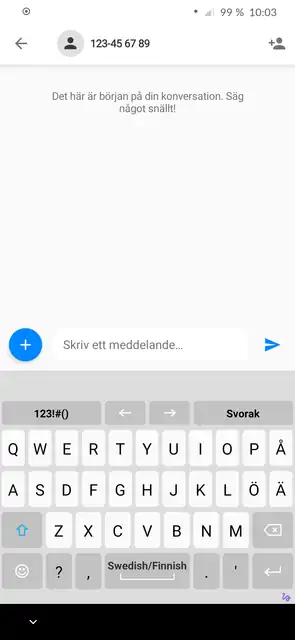 99 % 10:03
123-45 67 89
Det här är början på din konversation. Säg
något snällt!
Skriv ett meddelande...
123!#() Svorak
Q W E R T Y U I O P Å
A S D F G H J K L Ö Ä
Z X C V B N M
? , Swedish/Finnish . '